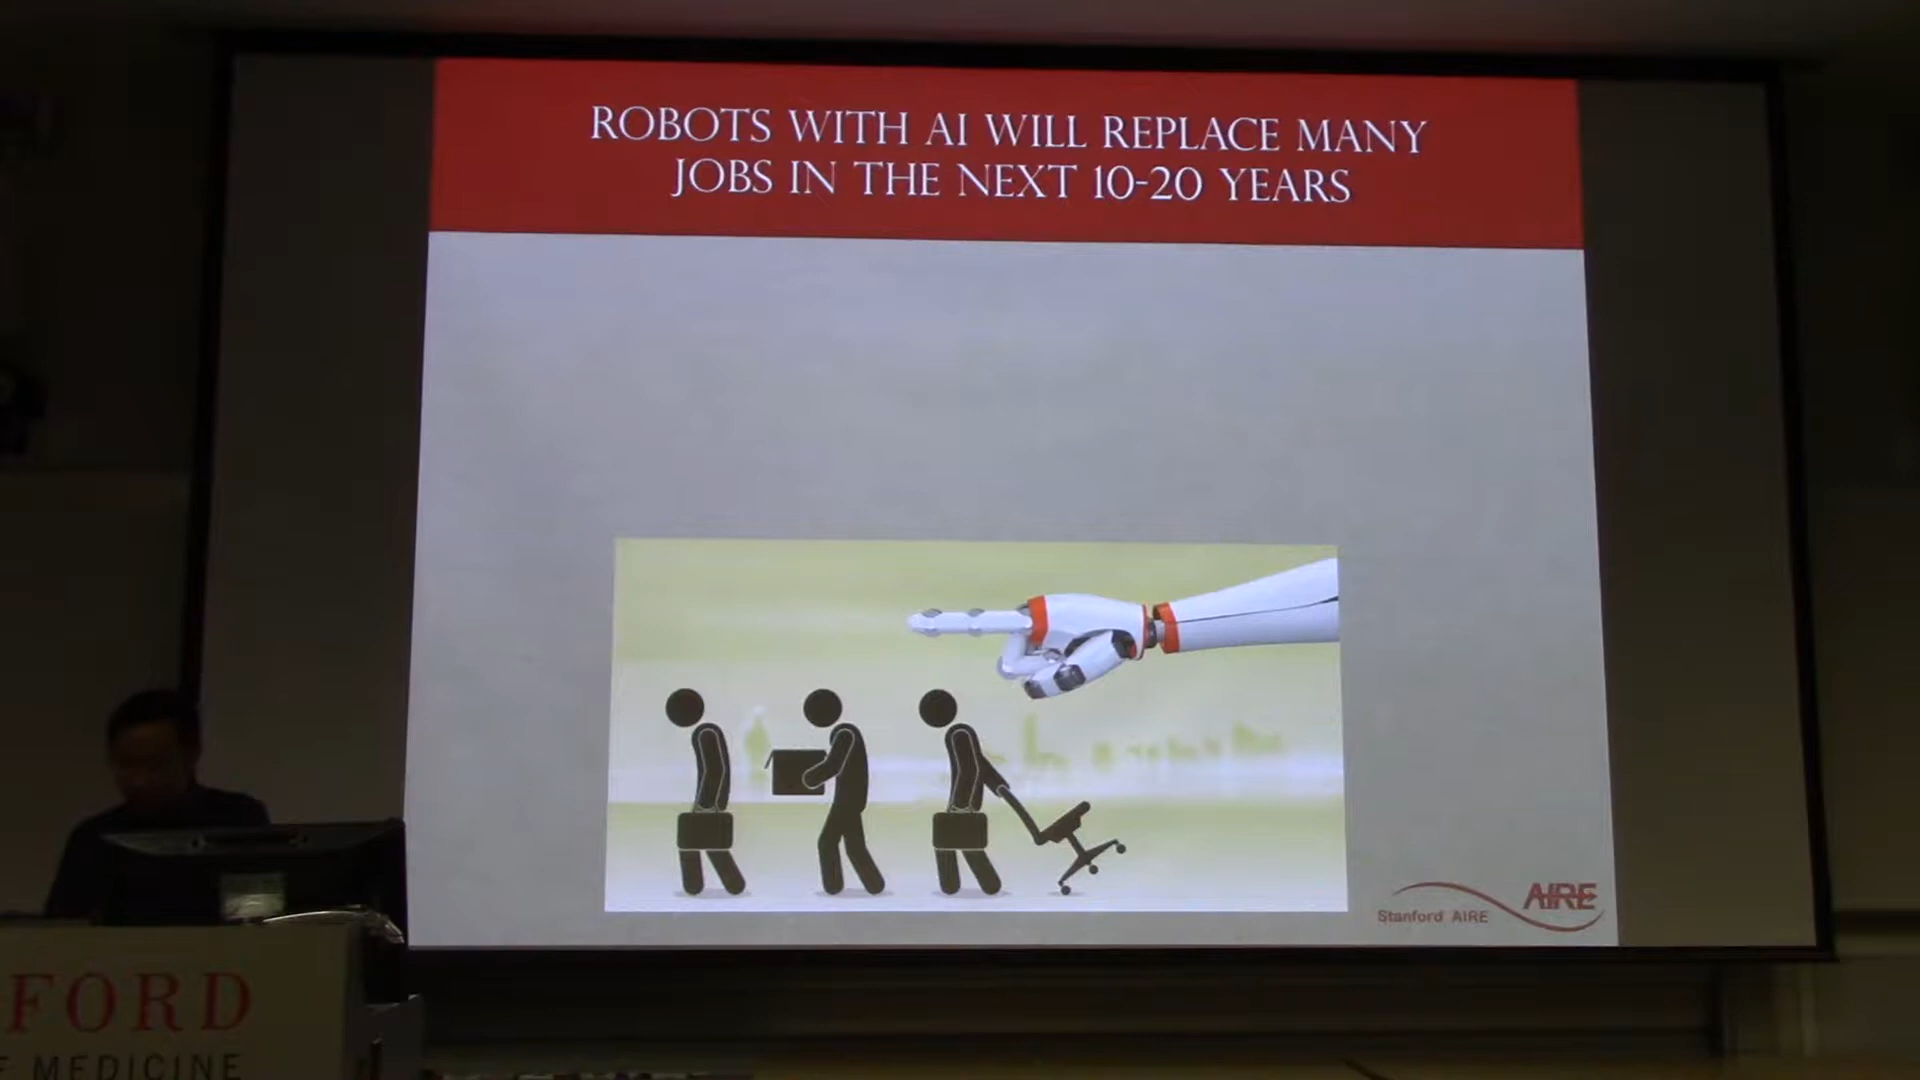 ROBOTS WITH AI WILL REPLACE MANY
JOBS IN THE NEXT 10-20 YEARS
Stanford AIRE
AIRE
FORD
MEDICINE